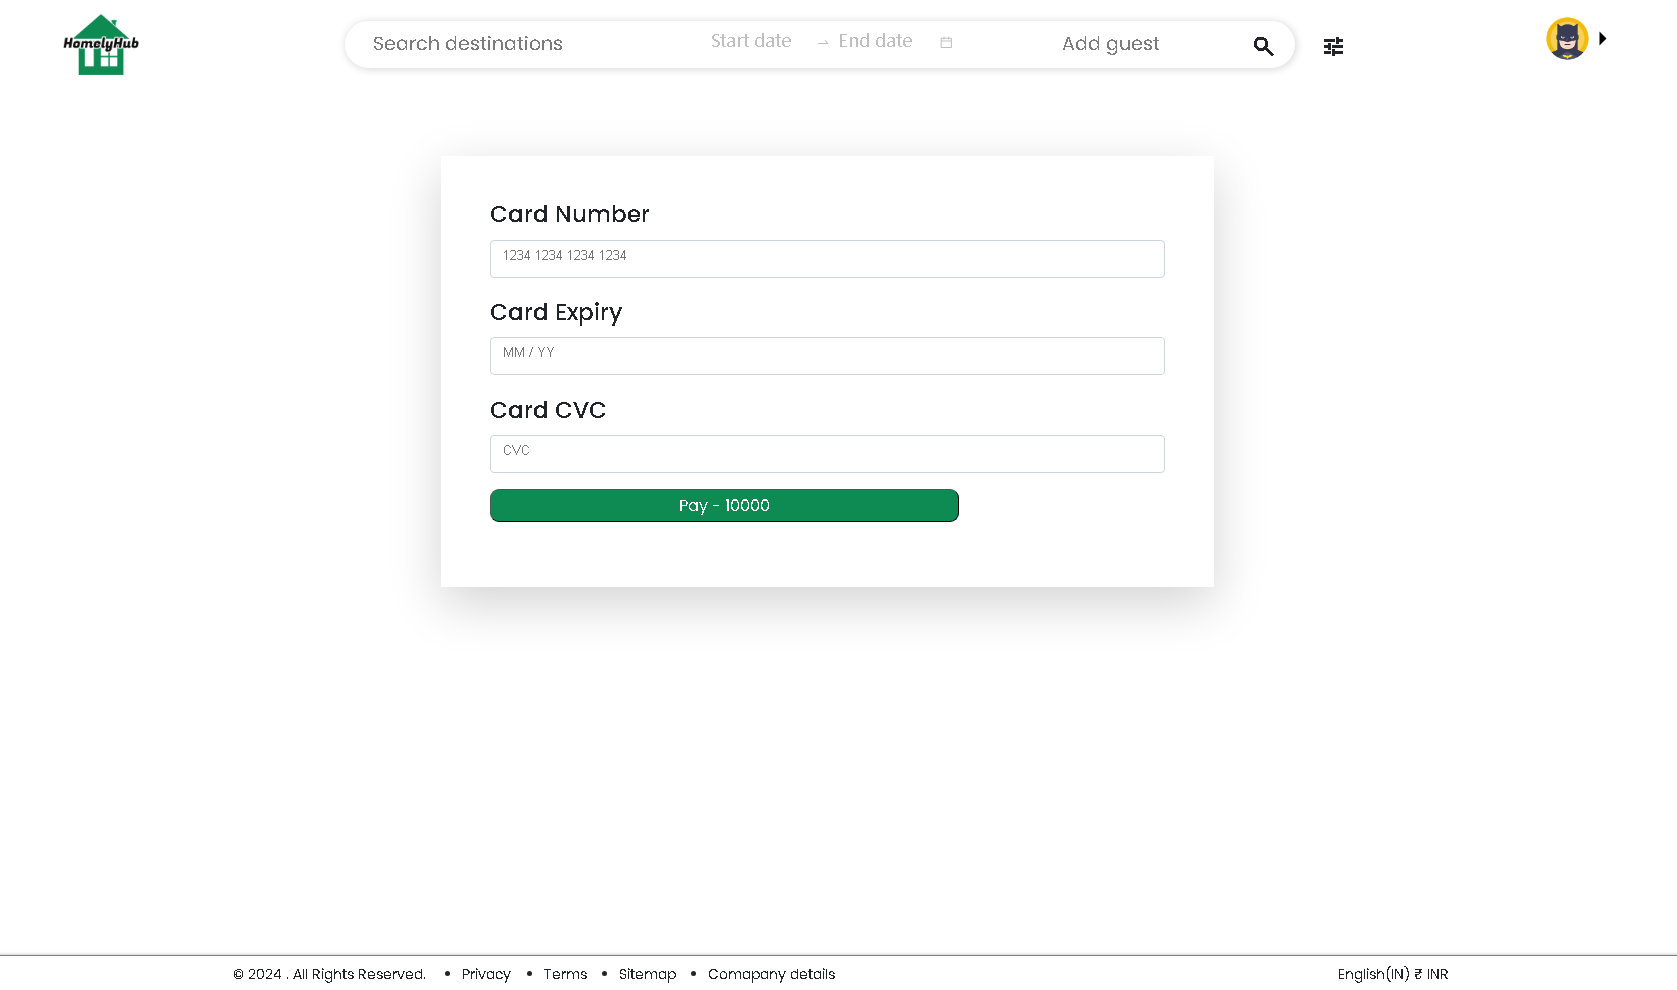 HomelyHub
Search destinations Start date → End date Add guest
Card Number
1234 1234 1234 1234
Card Expiry
MM / YY
Card CVC
CVC
Pay - 10000
© 2024 . All Rights Reserved. • Privacy • Terms • Sitemap • Comapany details English(IN) ₹ INR